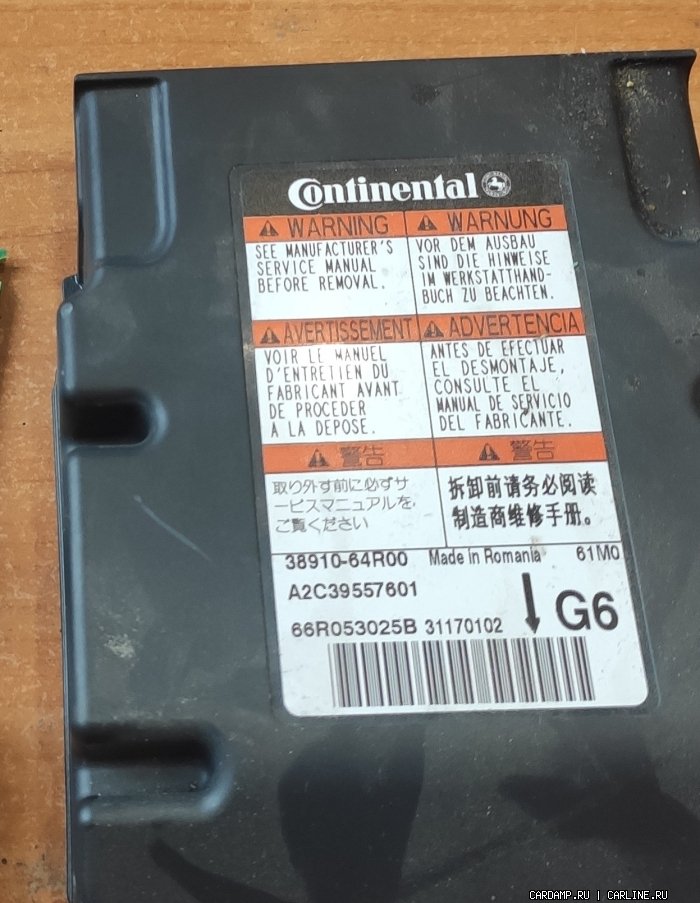 Continental
WARNING
SEE MANUFACTURER'S
SERVICE MANUAL
BEFORE REMOVAL.
WARNUNG
VOR DEM AUSBAU
SIND DIE HINWEISE
IM WERKSTATTHAND-
BUCH ZU BEACHTEN.
AVERTISSEMENT
VOIR LE MANUEL
D'ENTRETIEN DU
FABRICANT AVANT
DE PROCEDER
A LA DEPOSE.
ADVERTENCIA
ANTES DE EFECTUAR
EL DESMONTAJE,
CONSULTE EL
MANUAL DE SERVICIO
DEL FABRICANTE.
警告
取り外す前に必ずサ
ービスマニュアルを
ご覧ください
警告
拆卸前请务必阅读
制造商维修手册。
38910-64R00 Made in Romania 61M0
A2C39557601
66R053025B 31170102
G6
CARDAMP.RU | CARLINE.RU